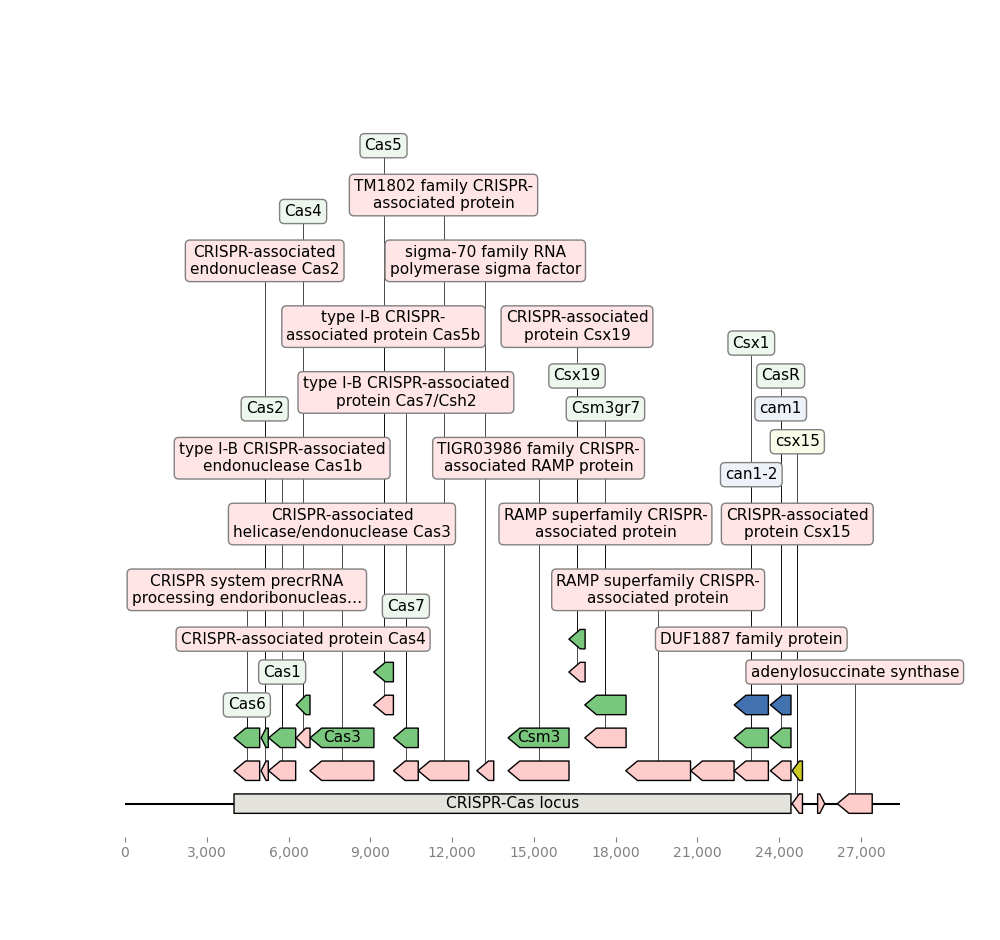 Cas5
TM1802 family CRISPR-
associated protein
Cas4
CRISPR-associated
endonuclease Cas2
sigma-70 family RNA
polymerase sigma factor
type I-B CRISPR-
associated protein Cas5b
CRISPR-associated
protein Csx19
Csx1
Csx19
CasR
type I-B CRISPR-associated
protein Cas7/Csh2
Cas2
Csm3gr7
cam1
csx15
type I-B CRISPR-associated
endonuclease Cas1b
TIGR03986 family CRISPR-
associated RAMP protein
can1-2
CRISPR-associated
helicase/endonuclease Cas3
RAMP superfamily CRISPR-
associated protein
CRISPR-associated
protein Csx15
CRISPR system precrRNA
processing endoribonucleas...
Cas7
RAMP superfamily CRISPR-
associated protein
CRISPR-associated protein Cas4
DUF1887 family protein
Cas1
adenylosuccinate synthase
Cas6
Cas3
Csm3
CRISPR-Cas locus
0 3,000 6,000 9,000 12,000 15,000 18,000 21,000 24,000 27,000